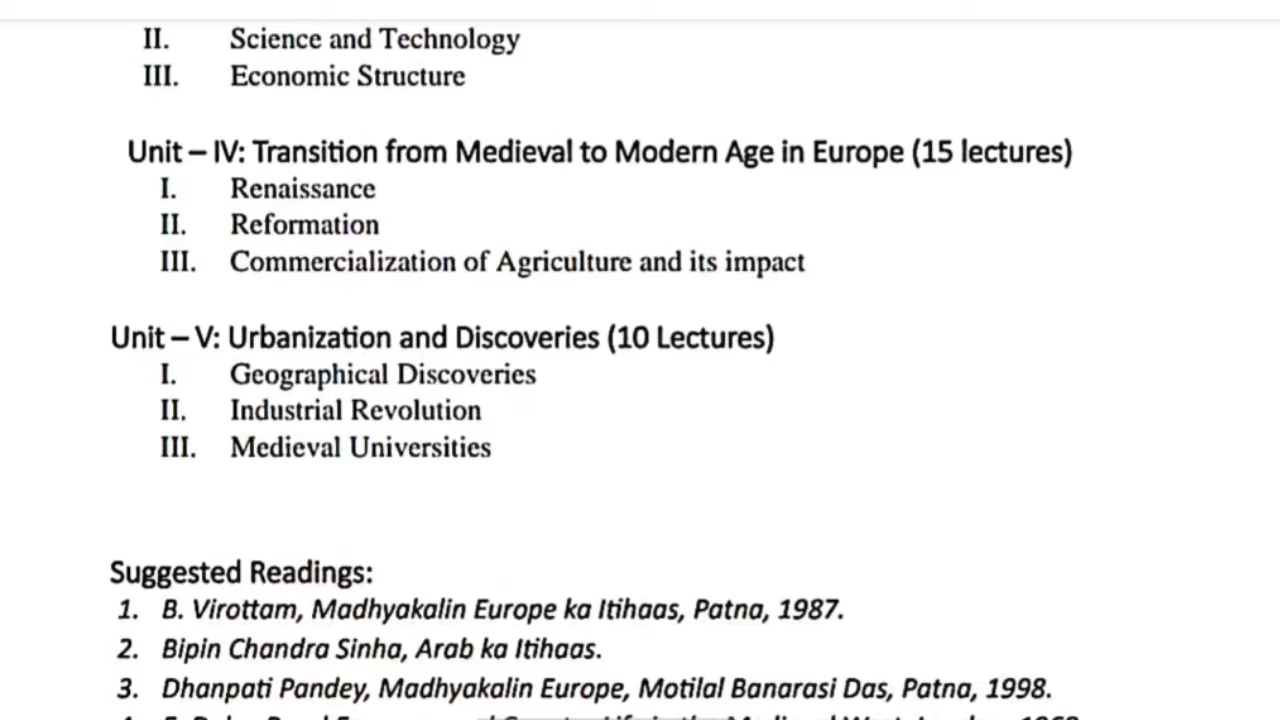 II. Science and Technology
III. Economic Structure
Unit – IV: Transition from Medieval to Modern Age in Europe (15 lectures)
I. Renaissance
II. Reformation
III. Commercialization of Agriculture and its impact
Unit – V: Urbanization and Discoveries (10 Lectures)
I. Geographical Discoveries
II. Industrial Revolution
III. Medieval Universities
Suggested Readings:
1. B. Virottam, Madhyakalin Europe ka Itihaas, Patna, 1987.
2. Bipin Chandra Sinha, Arab ka Itihaas.
3. Dhanpati Pandey, Madhyakalin Europe, Motilal Banarasi Das, Patna, 1998.